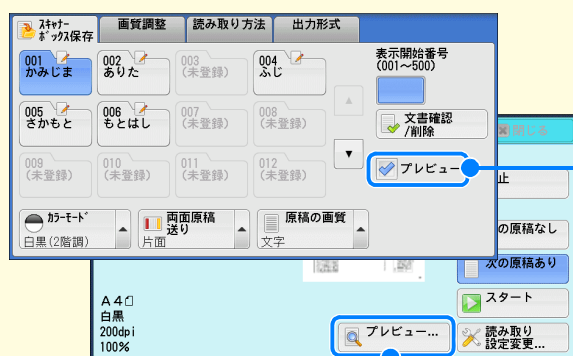 スキャナー
ボックス保存
画質調整
読み取り方法
出力形式
001
かみじま
002
ありた
003
(未登録)
004
ふじ
表示開始番号
(001～500)
005
さかもと
006
もとはし
007
(未登録)
008
(未登録)
文書確認
/削除
009
(未登録)
010
(未登録)
011
(未登録)
012
(未登録)
プレビュー
カラーモード
白黒(2階調)
両面原稿
送り
片面
原稿の画質
文字
閉じる
止
の原稿なし
次の原稿あり
スタート
A4
白黒
200dpi
100%
プレビュー...
読み取り
設定変更...